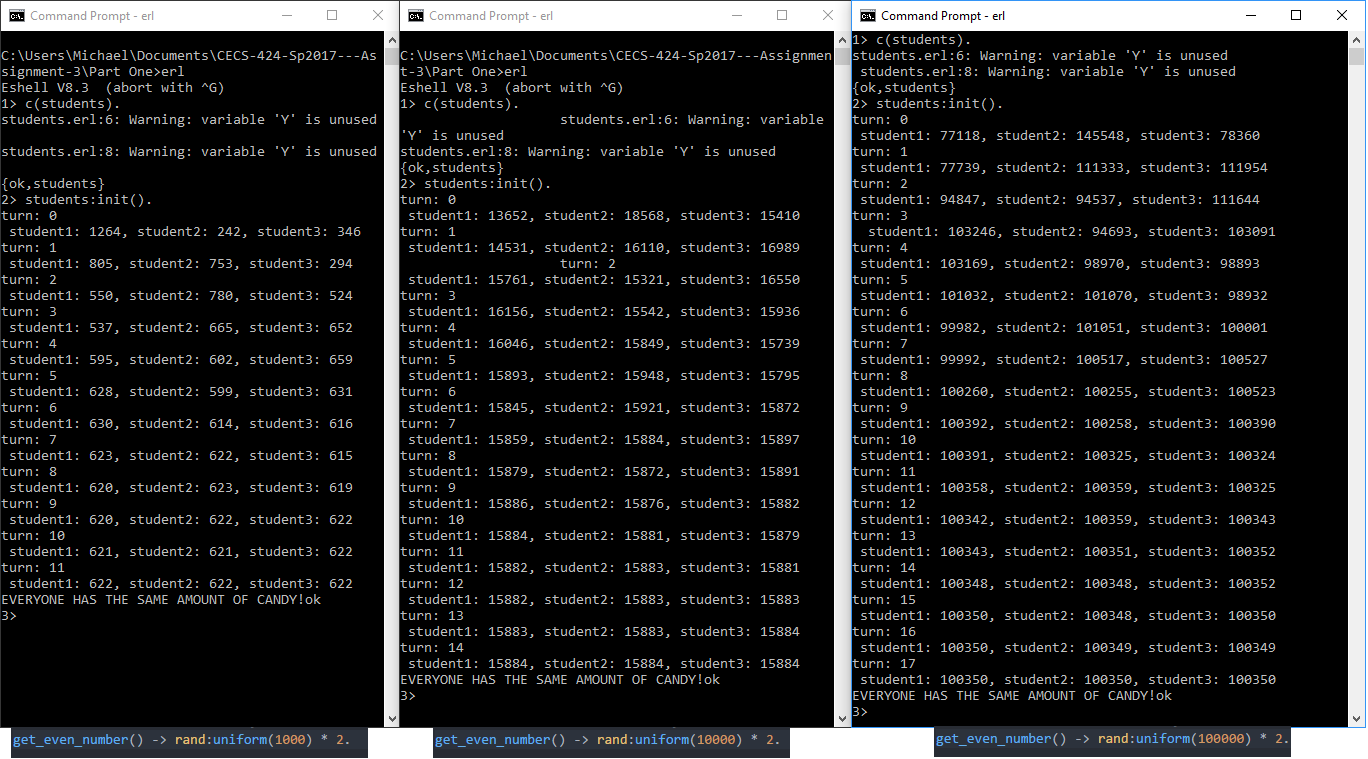 Command Prompt - erl
C:\Users\Michael\Documents\CECS-424-Sp2017---As
signment-3\Part One>erl
Eshell V8.3  (abort with ^G)
1> c(students).
students.erl:6: Warning: variable 'Y' is unused
students.erl:8: Warning: variable 'Y' is unused
{ok,students}
2> students:init().
turn: 0
 student1: 1264, student2: 242, student3: 346
turn: 1
 student1: 805, student2: 753, student3: 294
turn: 2
 student1: 550, student2: 780, student3: 524
turn: 3
 student1: 537, student2: 665, student3: 652
turn: 4
 student1: 595, student2: 602, student3: 659
turn: 5
 student1: 628, student2: 599, student3: 631
turn: 6
 student1: 630, student2: 614, student3: 616
turn: 7
 student1: 623, student2: 622, student3: 615
turn: 8
 student1: 620, student2: 623, student3: 619
turn: 9
 student1: 620, student2: 622, student3: 622
turn: 10
 student1: 621, student2: 621, student3: 622
turn: 11
 student1: 622, student2: 622, student3: 622
EVERYONE HAS THE SAME AMOUNT OF CANDY!ok
3>
get_even_number() -> rand:uniform(1000) * 2.
Command Prompt - erl
C:\Users\Michael\Documents\CECS-424-Sp2017---Assignmen
t-3\Part One>erl
Eshell V8.3  (abort with ^G)
1> c(students).
students.erl:6: Warning: variable
'Y' is unused
students.erl:8: Warning: variable 'Y' is unused
{ok,students}
2> students:init().
turn: 0
 student1: 13652, student2: 18568, student3: 15410
turn: 1
 student1: 14531, student2: 16110, student3: 16989
turn: 2
 student1: 15761, student2: 15321, student3: 16550
turn: 3
 student1: 16156, student2: 15542, student3: 15936
turn: 4
 student1: 16046, student2: 15849, student3: 15739
turn: 5
 student1: 15893, student2: 15948, student3: 15795
turn: 6
 student1: 15845, student2: 15921, student3: 15872
turn: 7
 student1: 15859, student2: 15884, student3: 15897
turn: 8
 student1: 15879, student2: 15872, student3: 15891
turn: 9
 student1: 15886, student2: 15876, student3: 15882
turn: 10
 student1: 15884, student2: 15881, student3: 15879
turn: 11
 student1: 15882, student2: 15883, student3: 15881
turn: 12
 student1: 15882, student2: 15883, student3: 15883
turn: 13
 student1: 15883, student2: 15883, student3: 15884
turn: 14
 student1: 15884, student2: 15884, student3: 15884
EVERYONE HAS THE SAME AMOUNT OF CANDY!ok
3>
get_even_number() -> rand:uniform(10000) * 2.
Command Prompt - erl
1> c(students).
students.erl:6: Warning: variable 'Y' is unused
 students.erl:8: Warning: variable 'Y' is unused
{ok,students}
2> students:init().
turn: 0
 student1: 77118, student2: 145548, student3: 78360
turn: 1
 student1: 77739, student2: 111333, student3: 111954
turn: 2
 student1: 94847, student2: 94537, student3: 111644
turn: 3
  student1: 103246, student2: 94693, student3: 103091
turn: 4
 student1: 103169, student2: 98970, student3: 98893
turn: 5
 student1: 101032, student2: 101070, student3: 98932
turn: 6
 student1: 99982, student2: 101051, student3: 100001
turn: 7
 student1: 99992, student2: 100517, student3: 100527
turn: 8
 student1: 100260, student2: 100255, student3: 100523
turn: 9
 student1: 100392, student2: 100258, student3: 100390
turn: 10
 student1: 100391, student2: 100325, student3: 100324
turn: 11
 student1: 100358, student2: 100359, student3: 100325
turn: 12
 student1: 100342, student2: 100359, student3: 100343
turn: 13
 student1: 100343, student2: 100351, student3: 100352
turn: 14
 student1: 100348, student2: 100348, student3: 100352
turn: 15
 student1: 100350, student2: 100348, student3: 100350
turn: 16
 student1: 100350, student2: 100349, student3: 100349
turn: 17
 student1: 100350, student2: 100350, student3: 100350
EVERYONE HAS THE SAME AMOUNT OF CANDY!ok
3>
get_even_number() -> rand:uniform(100000) * 2.